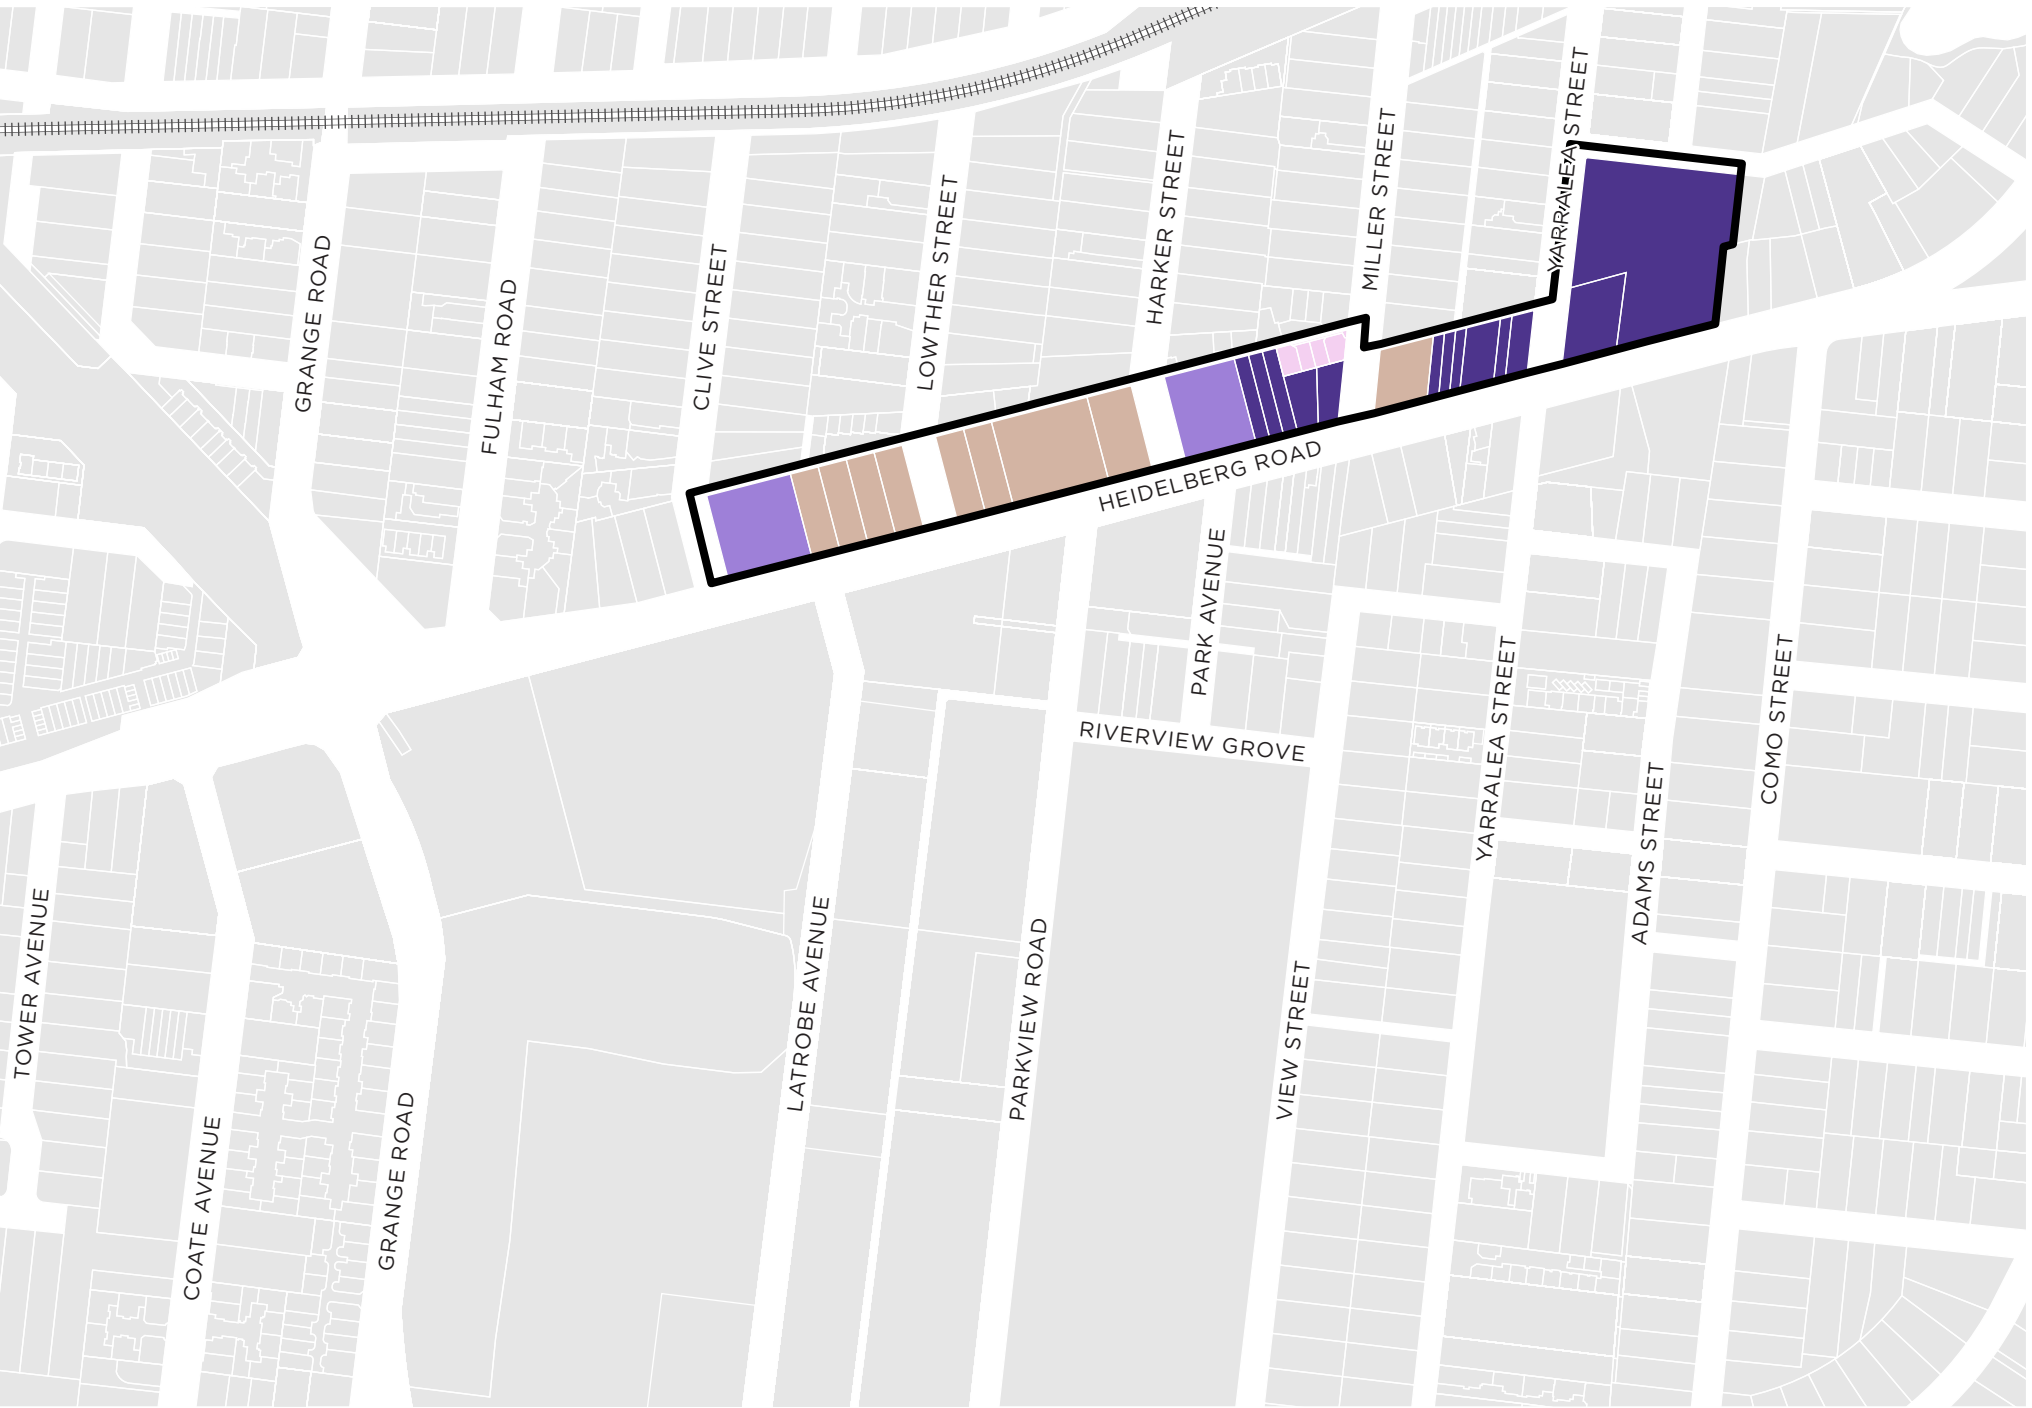 YARRALEA STREET
MILLER STREET
HARKER STREET
LOWTHER STREET
GRANGE ROAD
CLIVE STREET
FULHAM ROAD
HEIDELBERG ROAD
PARK AVENUE
RIVERVIEW GROVE
YARRALEA STREET
COMO STREET
ADAMS STREET
TOWER AVENUE
LATROBE AVENUE
PARKVIEW ROAD
VIEW STREET
COATE AVENUE
GRANGE ROAD